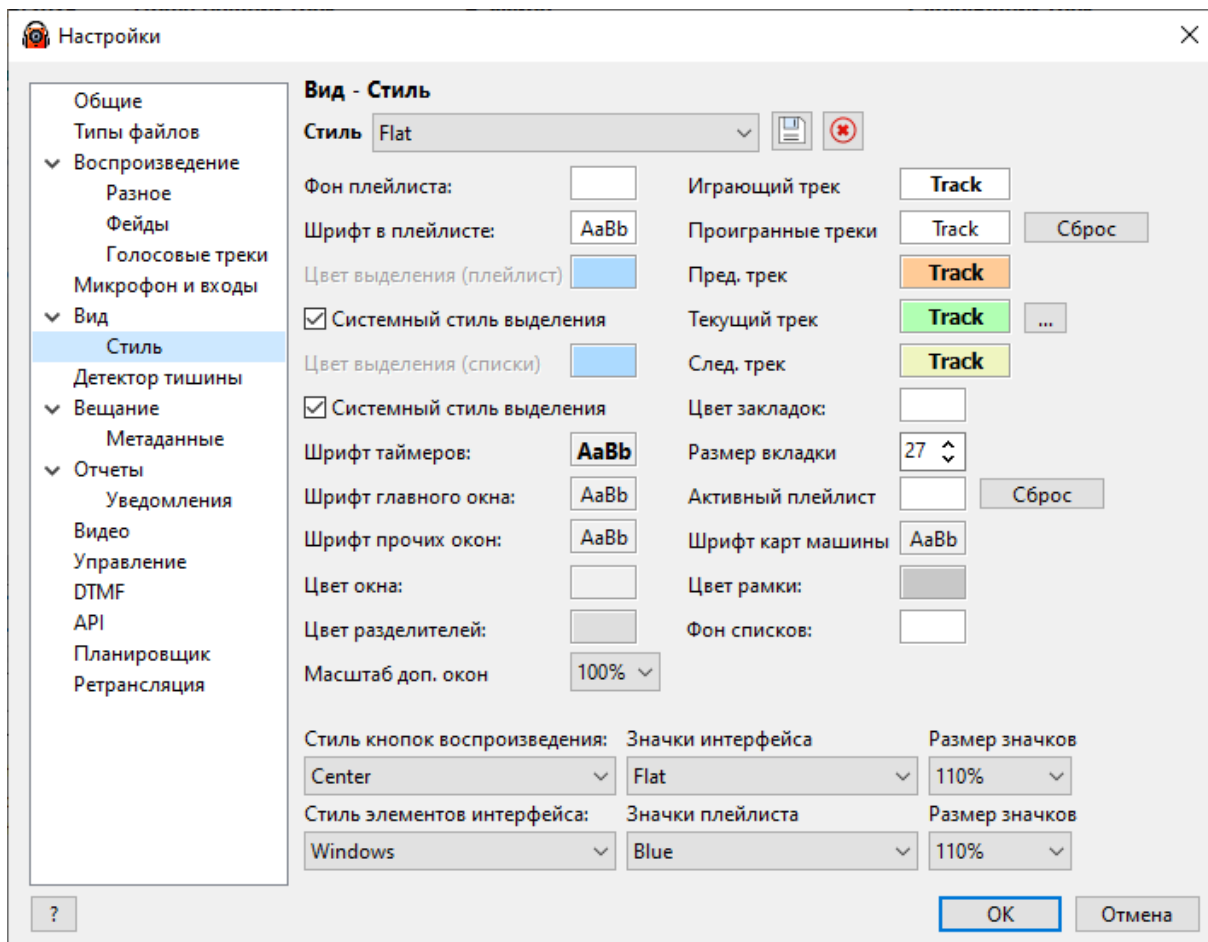 Настройки
Общие
Типы файлов
Воспроизведение
Разное
Фейды
Голосовые треки
Микрофон и входы
Вид
Стиль
Детектор тишины
Вещание
Метаданные
Отчеты
Уведомления
Видео
Управление
DTMF
API
Планировщик
Ретрансляция
Вид - Стиль
Стиль Flat
Фон плейлиста: Играющий трек Track
Шрифт в плейлисте: AaBb Проигранные треки Track Сброс
Цвет выделения (плейлист) Пред. трек Track
Системный стиль выделения Текущий трек Track ...
Цвет выделения (списки) След. трек Track
Системный стиль выделения Цвет закладок:
Шрифт таймеров: AaBb Размер вкладки 27
Шрифт главного окна: AaBb Активный плейлист Сброс
Шрифт прочих окон: AaBb Шрифт карт машины AaBb
Цвет окна: Цвет рамки:
Цвет разделителей: Фон списков:
Масштаб доп. окон 100%
Стиль кнопок воспроизведения: Значки интерфейса Размер значков
Center Flat 110%
Стиль элементов интерфейса: Значки плейлиста Размер значков
Windows Blue 110%
? OK Отмена